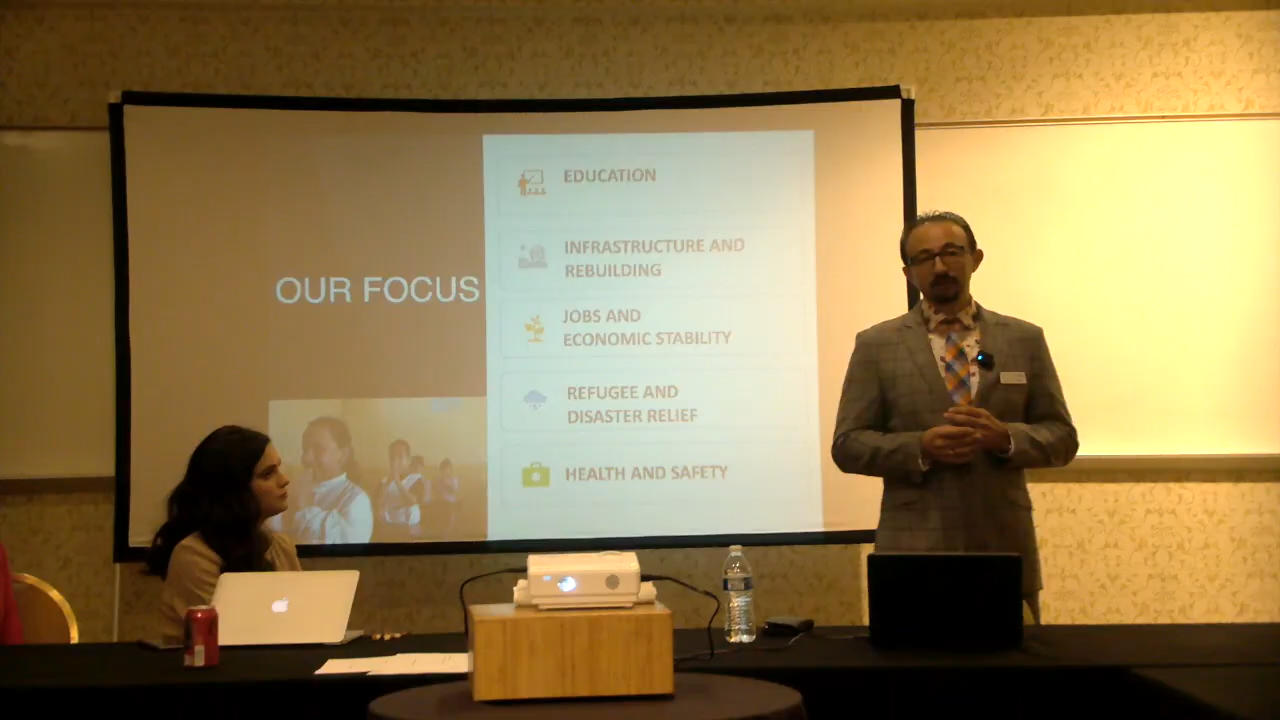 OUR FOCUS
EDUCATION
INFRASTRUCTURE AND
REBUILDING
JOBS AND
ECONOMIC STABILITY
REFUGEE AND
DISASTER RELIEF
HEALTH AND SAFETY